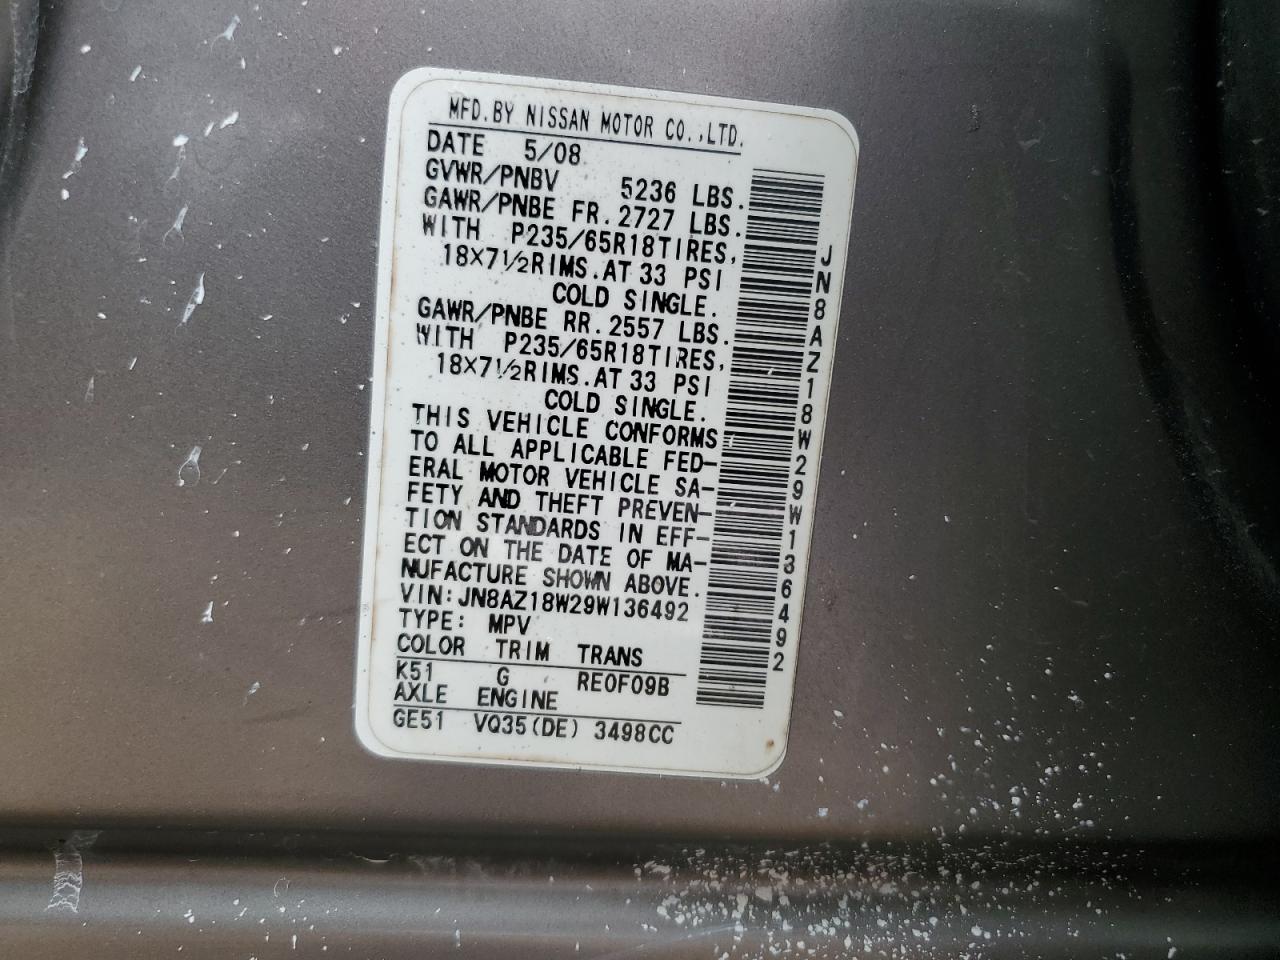 MFD.BY NISSAN MOTOR CO.,LTD.
DATE 5/08
GVWR/PNBV 5236 LBS.
GAWR/PNBE FR.2727 LBS.
WITH P235/65R18TIRES,
18X7½RIMS.AT 33 PSI
COLD SINGLE.
GAWR/PNBE RR.2557 LBS.
WITH P235/65R18TIRES,
18X7½RIMS.AT 33 PSI
COLD SINGLE.
THIS VEHICLE CONFORMS
TO ALL APPLICABLE FED-
ERAL MOTOR VEHICLE SA-
FETY AND THEFT PREVEN-
TION STANDARDS IN EFF-
ECT ON THE DATE OF MA-
NUFACTURE SHOWN ABOVE.
VIN:JN8AZ18W29W136492
TYPE: MPV
COLOR TRIM TRANS
K51 G RE0F09B
AXLE ENGINE
GE51 VQ35(DE) 3498CC
JN8AZ18W29W136492